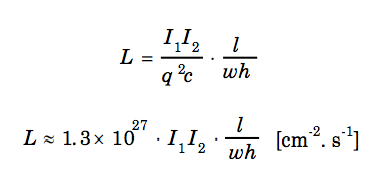 L = I₁I₂ / q²c · l / wh
L ≈ 1.3 × 10²⁷ · I₁I₂ · l / wh [cm⁻². s⁻¹]